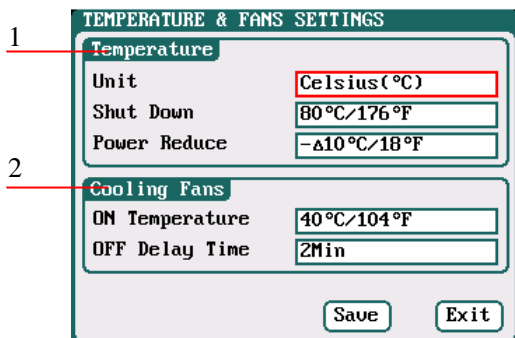 TEMPERATURE & FANS SETTINGS
1
Temperature
Unit Celsius(°C)
Shut Down 80°C/176°F
Power Reduce -Δ10°C/18°F
2
Cooling Fans
ON Temperature 40°C/104°F
OFF Delay Time 2Min
Save Exit